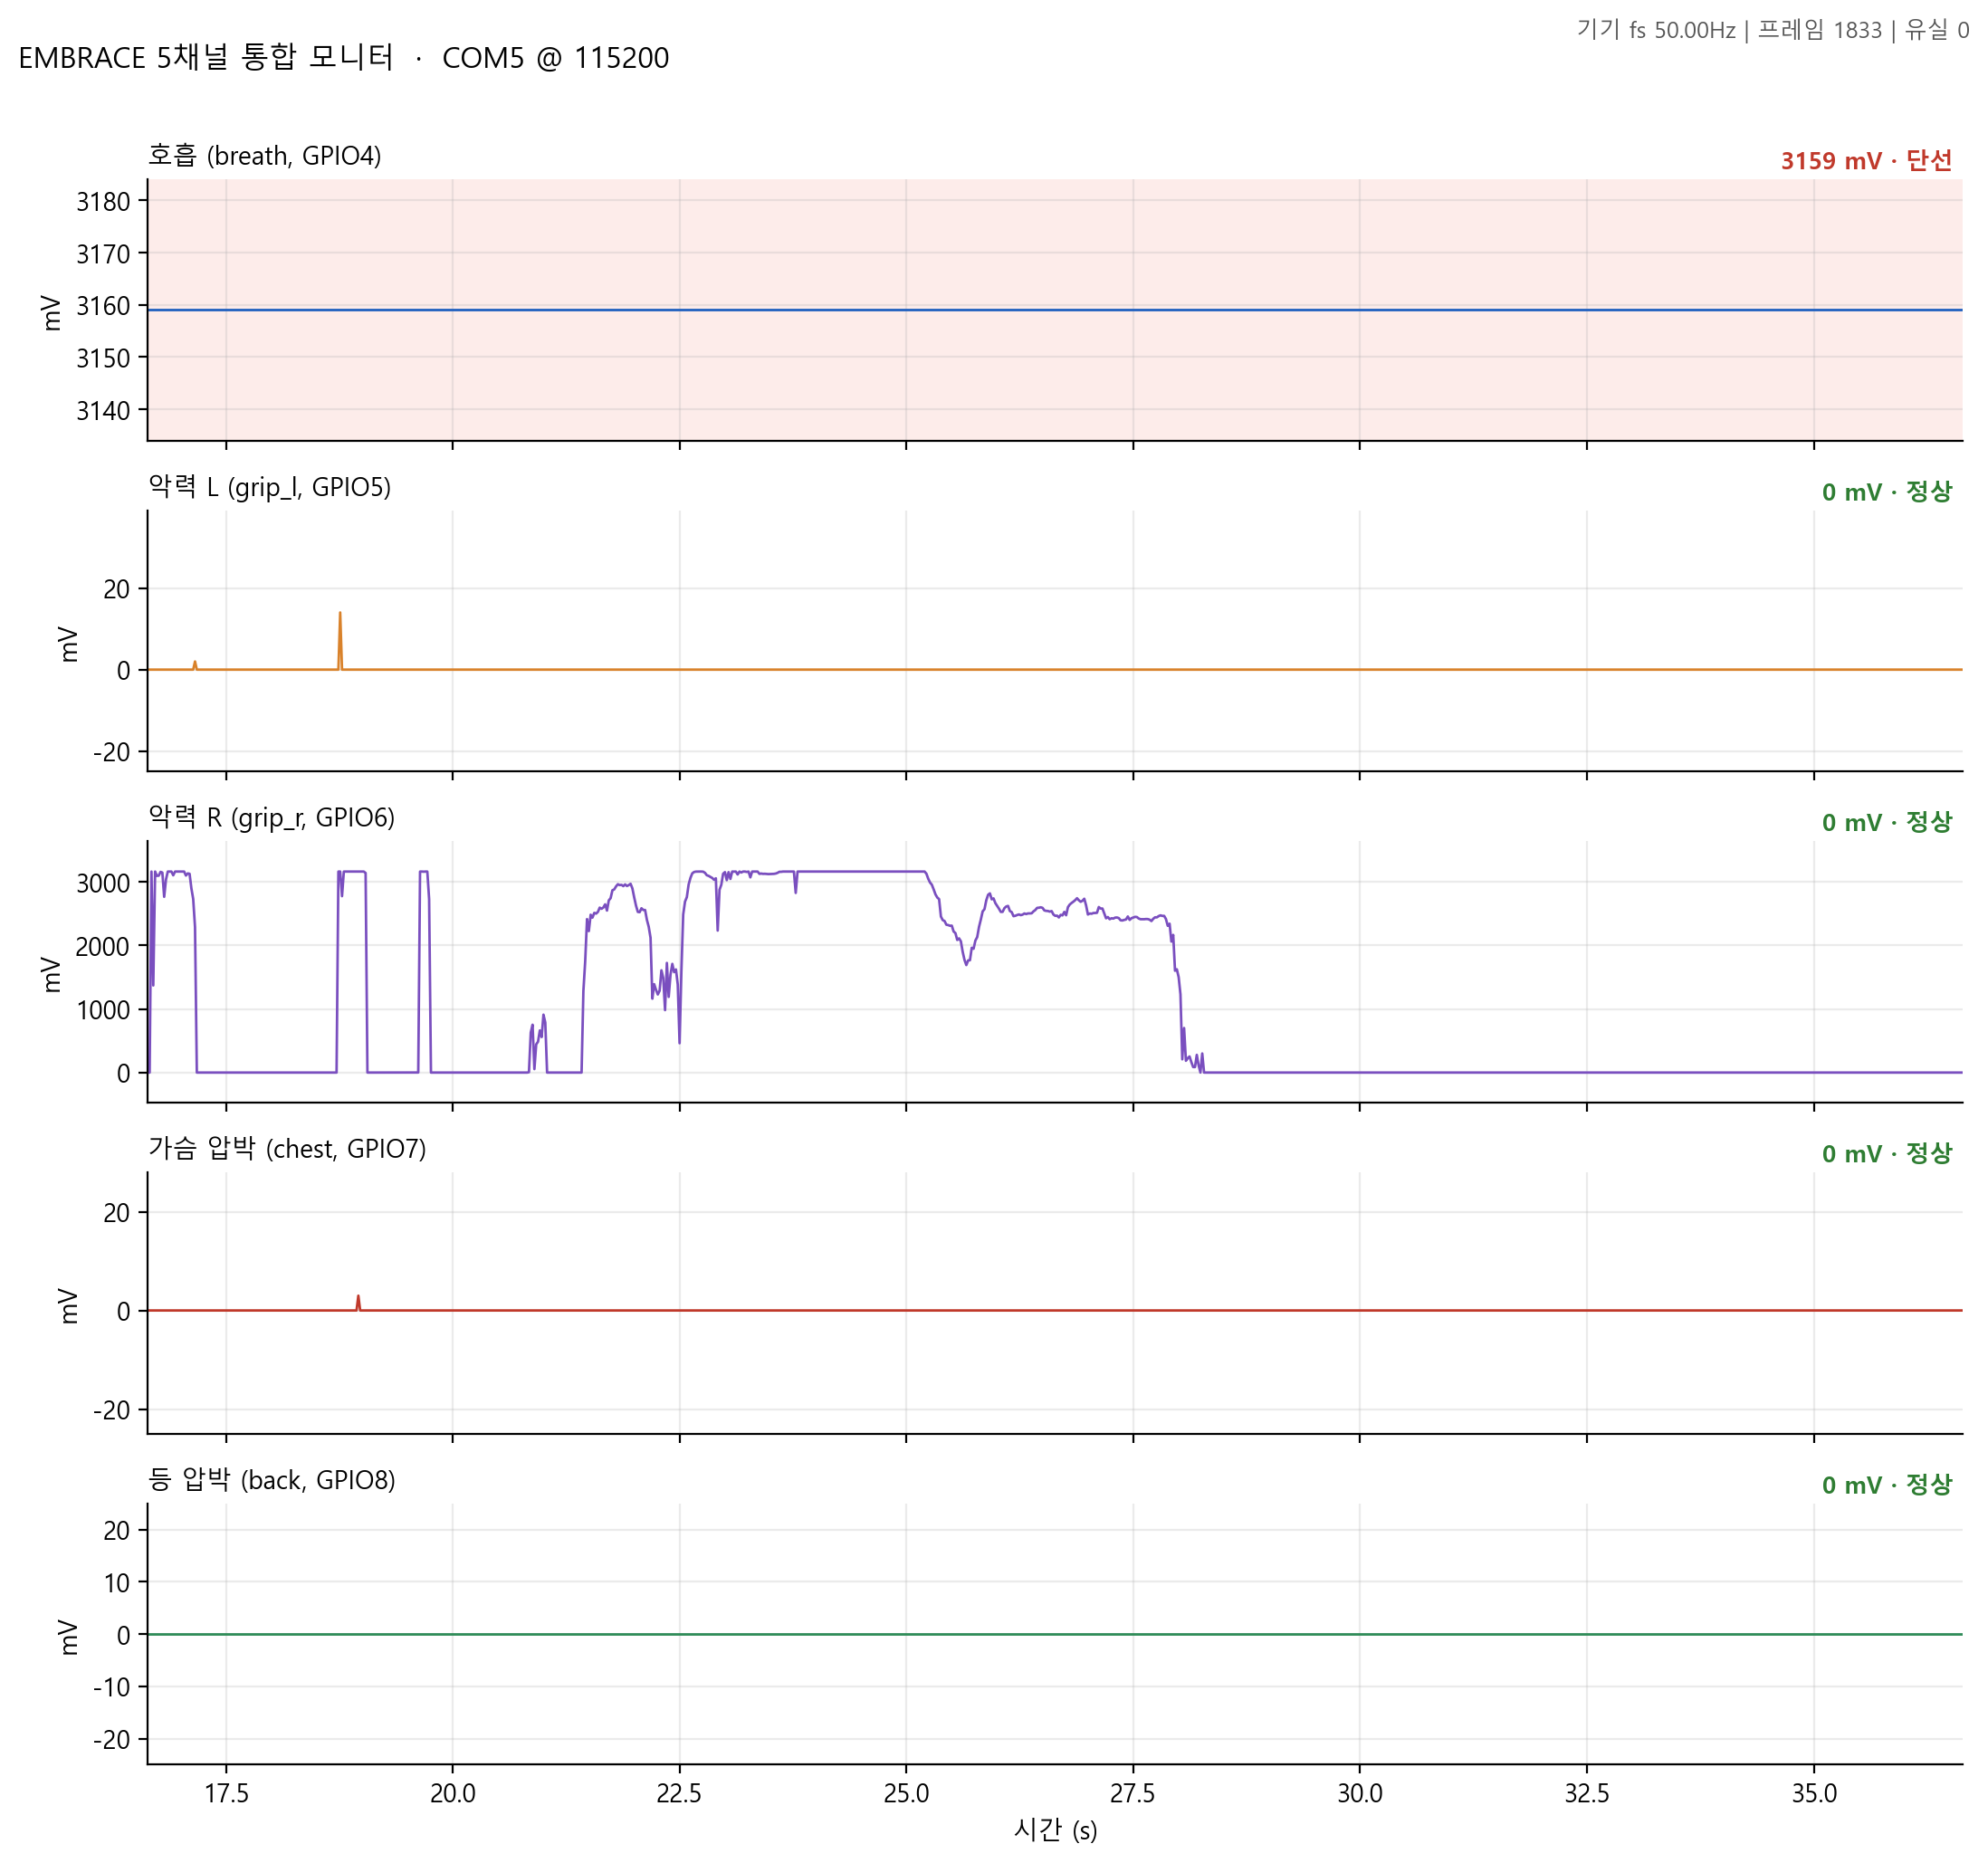 기기 fs 50.00Hz | 프레임 1833 | 유실 0
EMBRACE 5채널 통합 모니터 · COM5 @ 115200
호흡 (breath, GPIO4)
3159 mV · 단선
3180
3170
3160
3150
3140
mV
악력 L (grip_l, GPIO5)
0 mV · 정상
20
0
-20
mV
악력 R (grip_r, GPIO6)
0 mV · 정상
3000
2000
1000
0
mV
가슴 압박 (chest, GPIO7)
0 mV · 정상
20
0
-20
mV
등 압박 (back, GPIO8)
0 mV · 정상
20
10
0
-10
-20
mV
17.5 20.0 22.5 25.0 27.5 30.0 32.5 35.0
시간 (s)